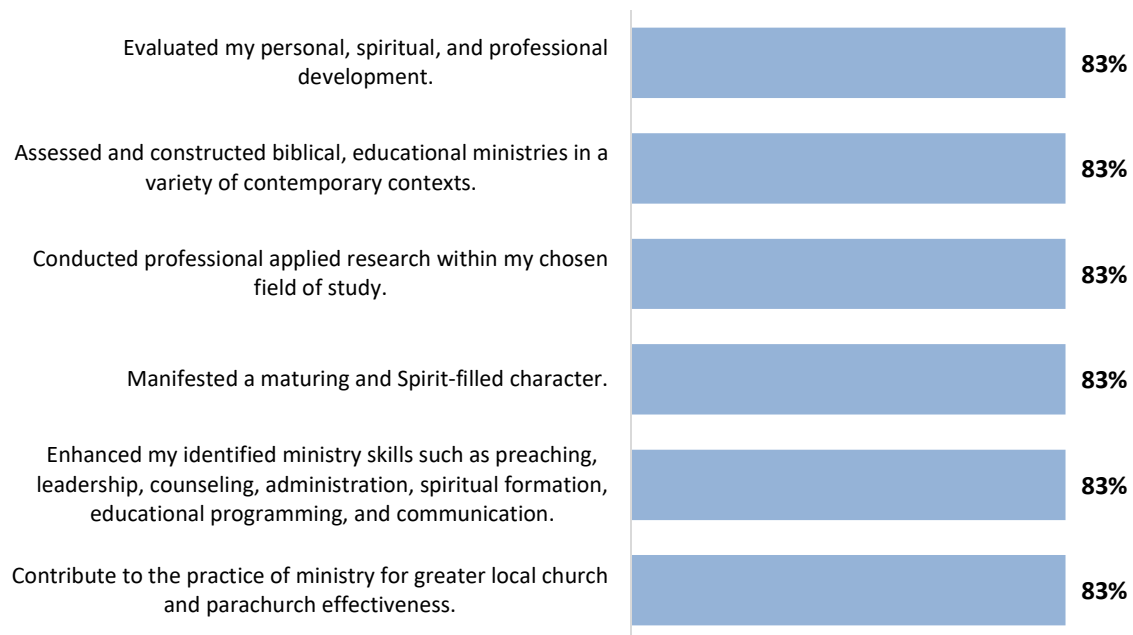 Evaluated my personal, spiritual, and professional
development.
83%
Assessed and constructed biblical, educational ministries in a
variety of contemporary contexts.
83%
Conducted professional applied research within my chosen
field of study.
83%
Manifested a maturing and Spirit-filled character.
83%
Enhanced my identified ministry skills such as preaching,
leadership, counseling, administration, spiritual formation,
educational programming, and communication.
83%
Contribute to the practice of ministry for greater local church
and parachurch effectiveness.
83%